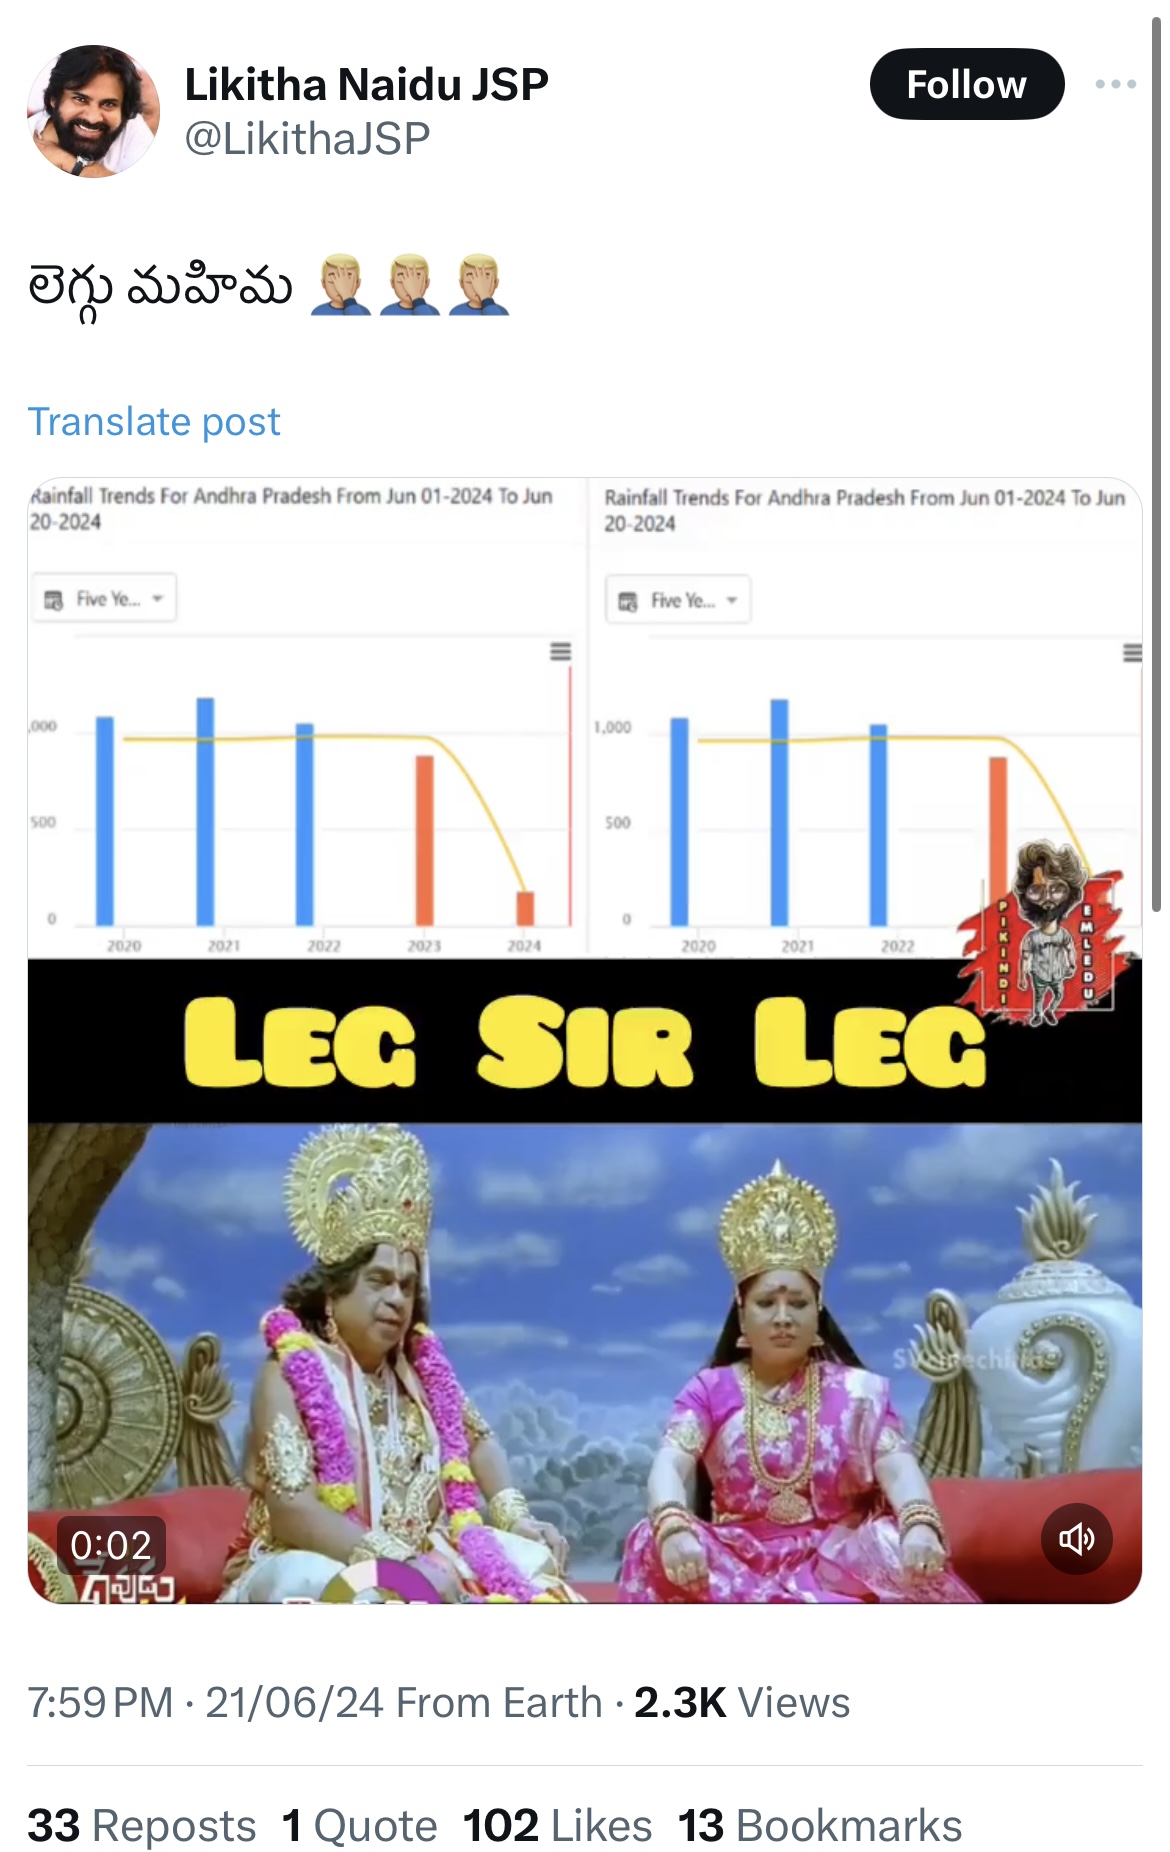 Likitha Naidu JSP
@LikithaJSP
Follow
లెగ్గు మహిమ 🤦🏼‍♂️🤦🏼‍♂️🤦🏼‍♂️
Translate post
Rainfall Trends For Andhra Pradesh From Jun 01-2024 To Jun
20-2024
Five Ye...
,000
500
0
2020 2021 2022 2023 2024
Rainfall Trends For Andhra Pradesh From Jun 01-2024 To Jun
20-2024
Five Ye...
1,000
500
0
2020 2021 2022
PIKINDI
EMLEDU
LEG SIR LEG
0:02
7:59 PM · 21/06/24 From Earth · 2.3K Views
33 Reposts 1 Quote 102 Likes 13 Bookmarks